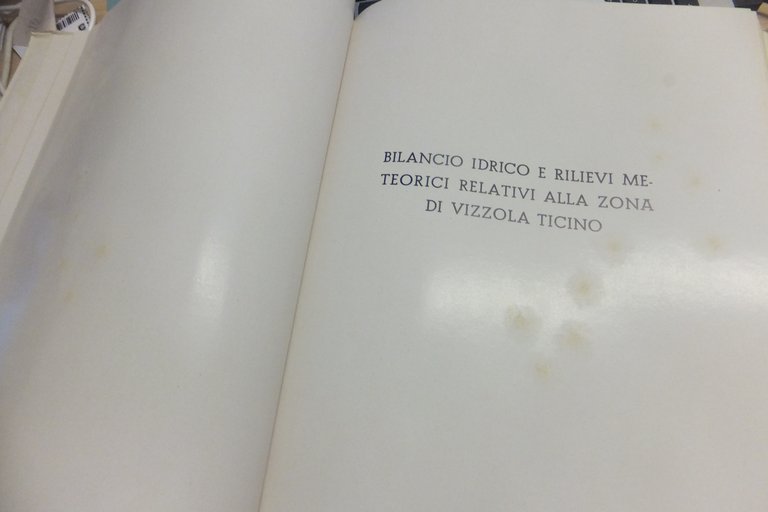 BILANCIO IDRICO E RILIEVI ME-
TEORICI RELATIVI ALLA ZONA
DI VIZZOLA TICINO